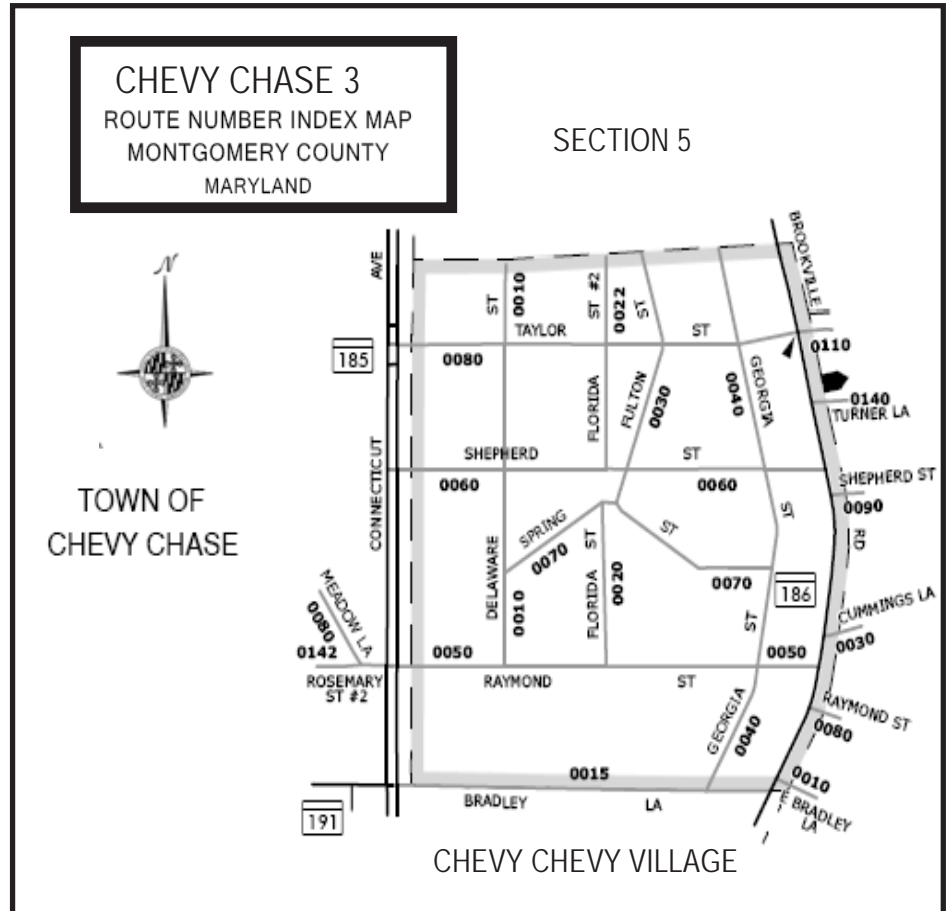 CHEVY CHASE 3
ROUTE NUMBER INDEX MAP
MONTGOMERY COUNTY
MARYLAND
SECTION 5
N
TOWN OF
CHEVY CHASE
AVE
CONNECTICUT
185
ST
0010
ST #2
0022
ST
BROOKVILLE
TAYLOR
ST
0080
0110
FLORIDA
FULTON
0030
0040
GEORGIA
0140
TURNER LA
SHEPHERD
ST
0060
0060
SHEPHERD ST
0090
ST
RD
SPRING
0070
ST
0070
DELAWARE
0010
FLORIDA
ST
0020
186
ST
CUMMINGS LA
0030
MEADOW LA
0080
0142
ROSEMARY
ST #2
0050
0050
RAYMOND
ST
GEORGIA
0040
RAYMOND ST
0080
0015
0010
E BRADLEY
LA
BRADLEY
LA
191
CHEVY CHEVY VILLAGE